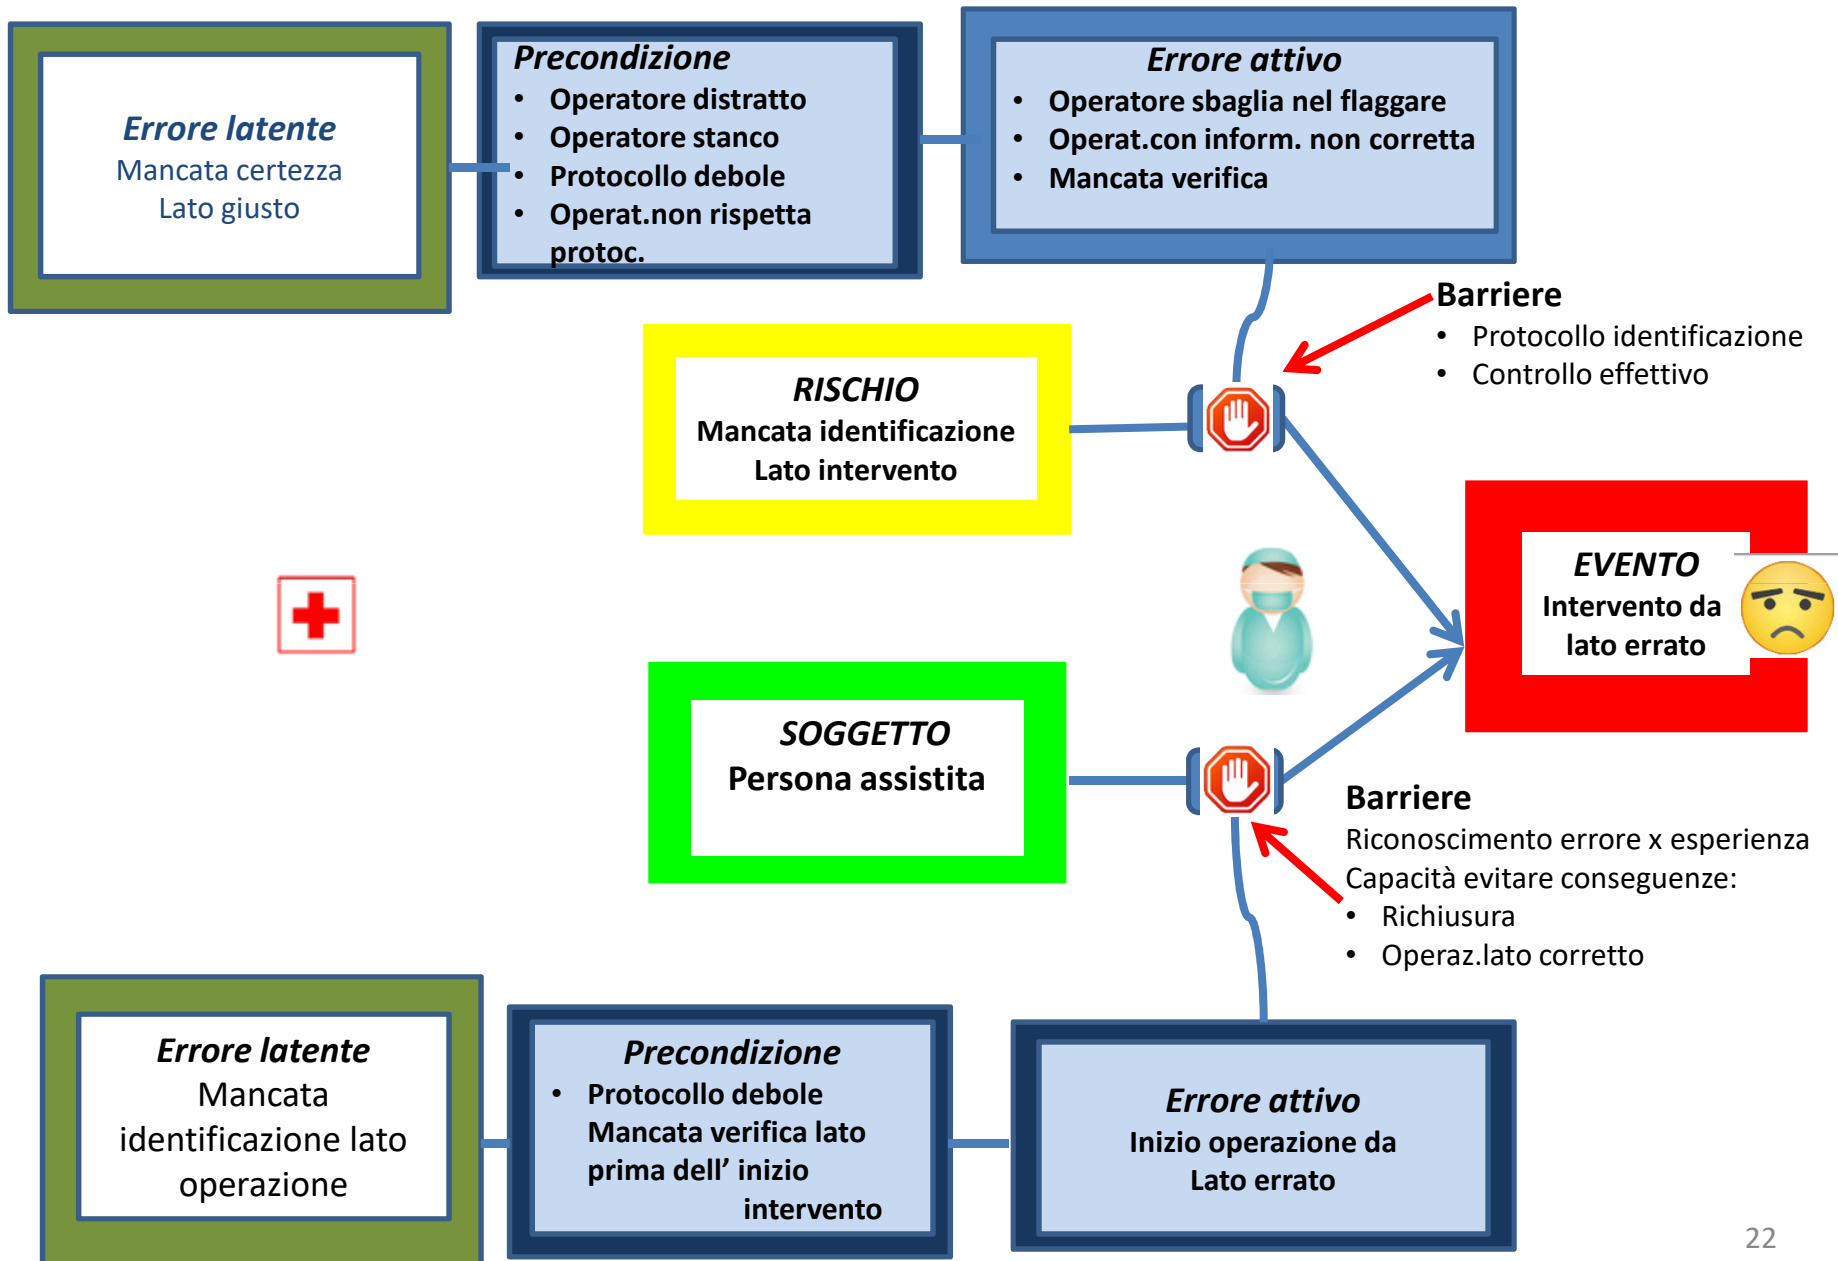 Errore latente
Mancata certezza
Lato giusto
Precondizione
• Operatore distratto
• Operatore stanco
• Protocollo debole
• Operat.non rispetta
protoc.
Errore attivo
• Operatore sbaglia nel flaggare
• Operat.con inform. non corretta
• Mancata verifica
Barriere
• Protocollo identificazione
• Controllo effettivo
RISCHIO
Mancata identificazione
Lato intervento
EVENTO
Intervento da
lato errato
SOGGETTO
Persona assistita
Barriere
Riconoscimento errore x esperienza
Capacità evitare conseguenze:
• Richiusura
• Operaz.lato corretto
Errore latente
Mancata
identificazione lato
operazione
Precondizione
• Protocollo debole
Mancata verifica lato
prima dell’ inizio
intervento
Errore attivo
Inizio operazione da
Lato errato
22